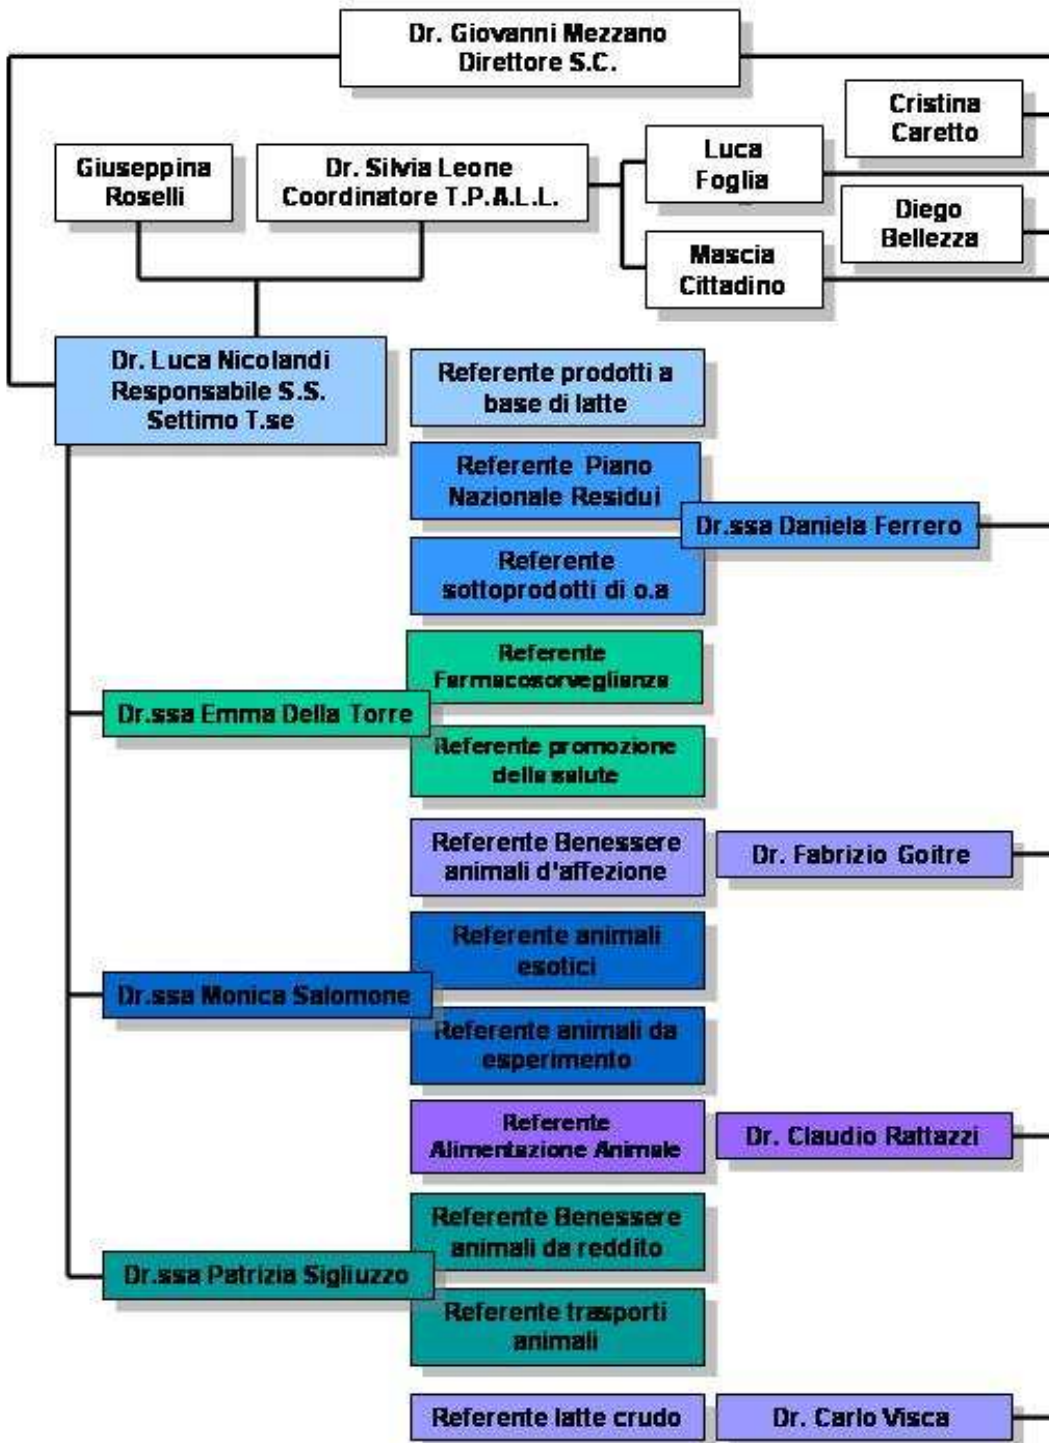 Dr. Giovanni Mezzano
Direttore S.C.
Cristina
Caretto
Giuseppina
Roselli
Dr. Silvia Leone
Coordinatore T.P.A.L.L.
Luca
Foglia
Diego
Bellezza
Mascia
Cittadino
Dr. Luca Nicolandi
Responsabile S.S.
Settimo T.se
Referente prodotti a
base di latte
Referente Piano
Nazionale Residui
Dr.ssa Daniela Ferrero
Referente
sottoprodotti di o.a
Referente
Farmacosorveglianza
Dr.ssa Emma Della Torre
Referente promozione
della salute
Referente Benessere
animali d'affezione
Dr. Fabrizio Goitre
Referente animali
esotici
Dr.ssa Monica Salomone
Referente animali da
esperimento
Referente
Alimentazione Animale
Dr. Claudio Rattazzi
Referente Benessere
animali da reddito
Dr.ssa Patrizia Sigliuzzo
Referente trasporti
animali
Referente latte crudo
Dr. Carlo Visca